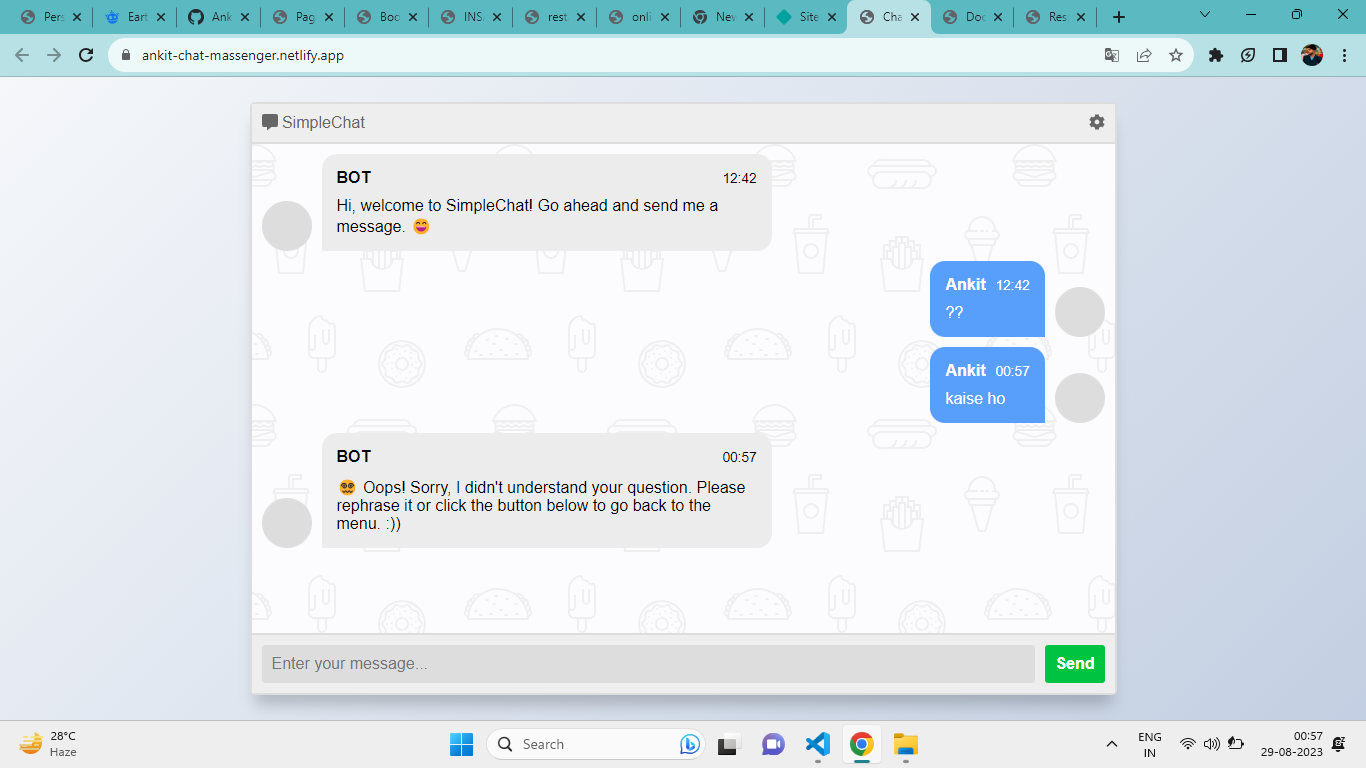 Pers
Eart
Ank
Pag
Boo
INSA
rest
onli
New
Site
Cha
Doc
Res
ankit-chat-massenger.netlify.app
SimpleChat
BOT 12:42
Hi, welcome to SimpleChat! Go ahead and send me a
message. 😄
Ankit 12:42
??
Ankit 00:57
kaise ho
BOT 00:57
😵‍💫 Oops! Sorry, I didn't understand your question. Please
rephrase it or click the button below to go back to the
menu. :))
Enter your message...
Send
28°C
Haze
Search
ENG
IN
00:57
29-08-2023